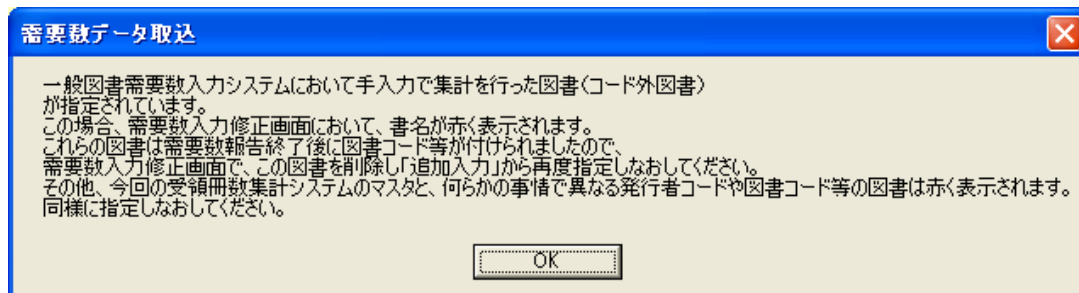 需要数データ取込
一般図書需要数入力システムにおいて手入力で集計を行った図書(コード外図書)
が指定されています。
この場合、需要数入力修正画面において、書名が赤く表示されます。
これらの図書は需要数報告終了後に図書コード等が付けられましたので、
需要数入力修正画面で、この図書を削除し「追加入力」から再度指定しなおしてください。
その他、今回の受領冊数集計システムのマスタと、何らかの事情で異なる発行者コードや図書コード等の図書は赤く表示されます。
同様に指定しなおしてください。
OK